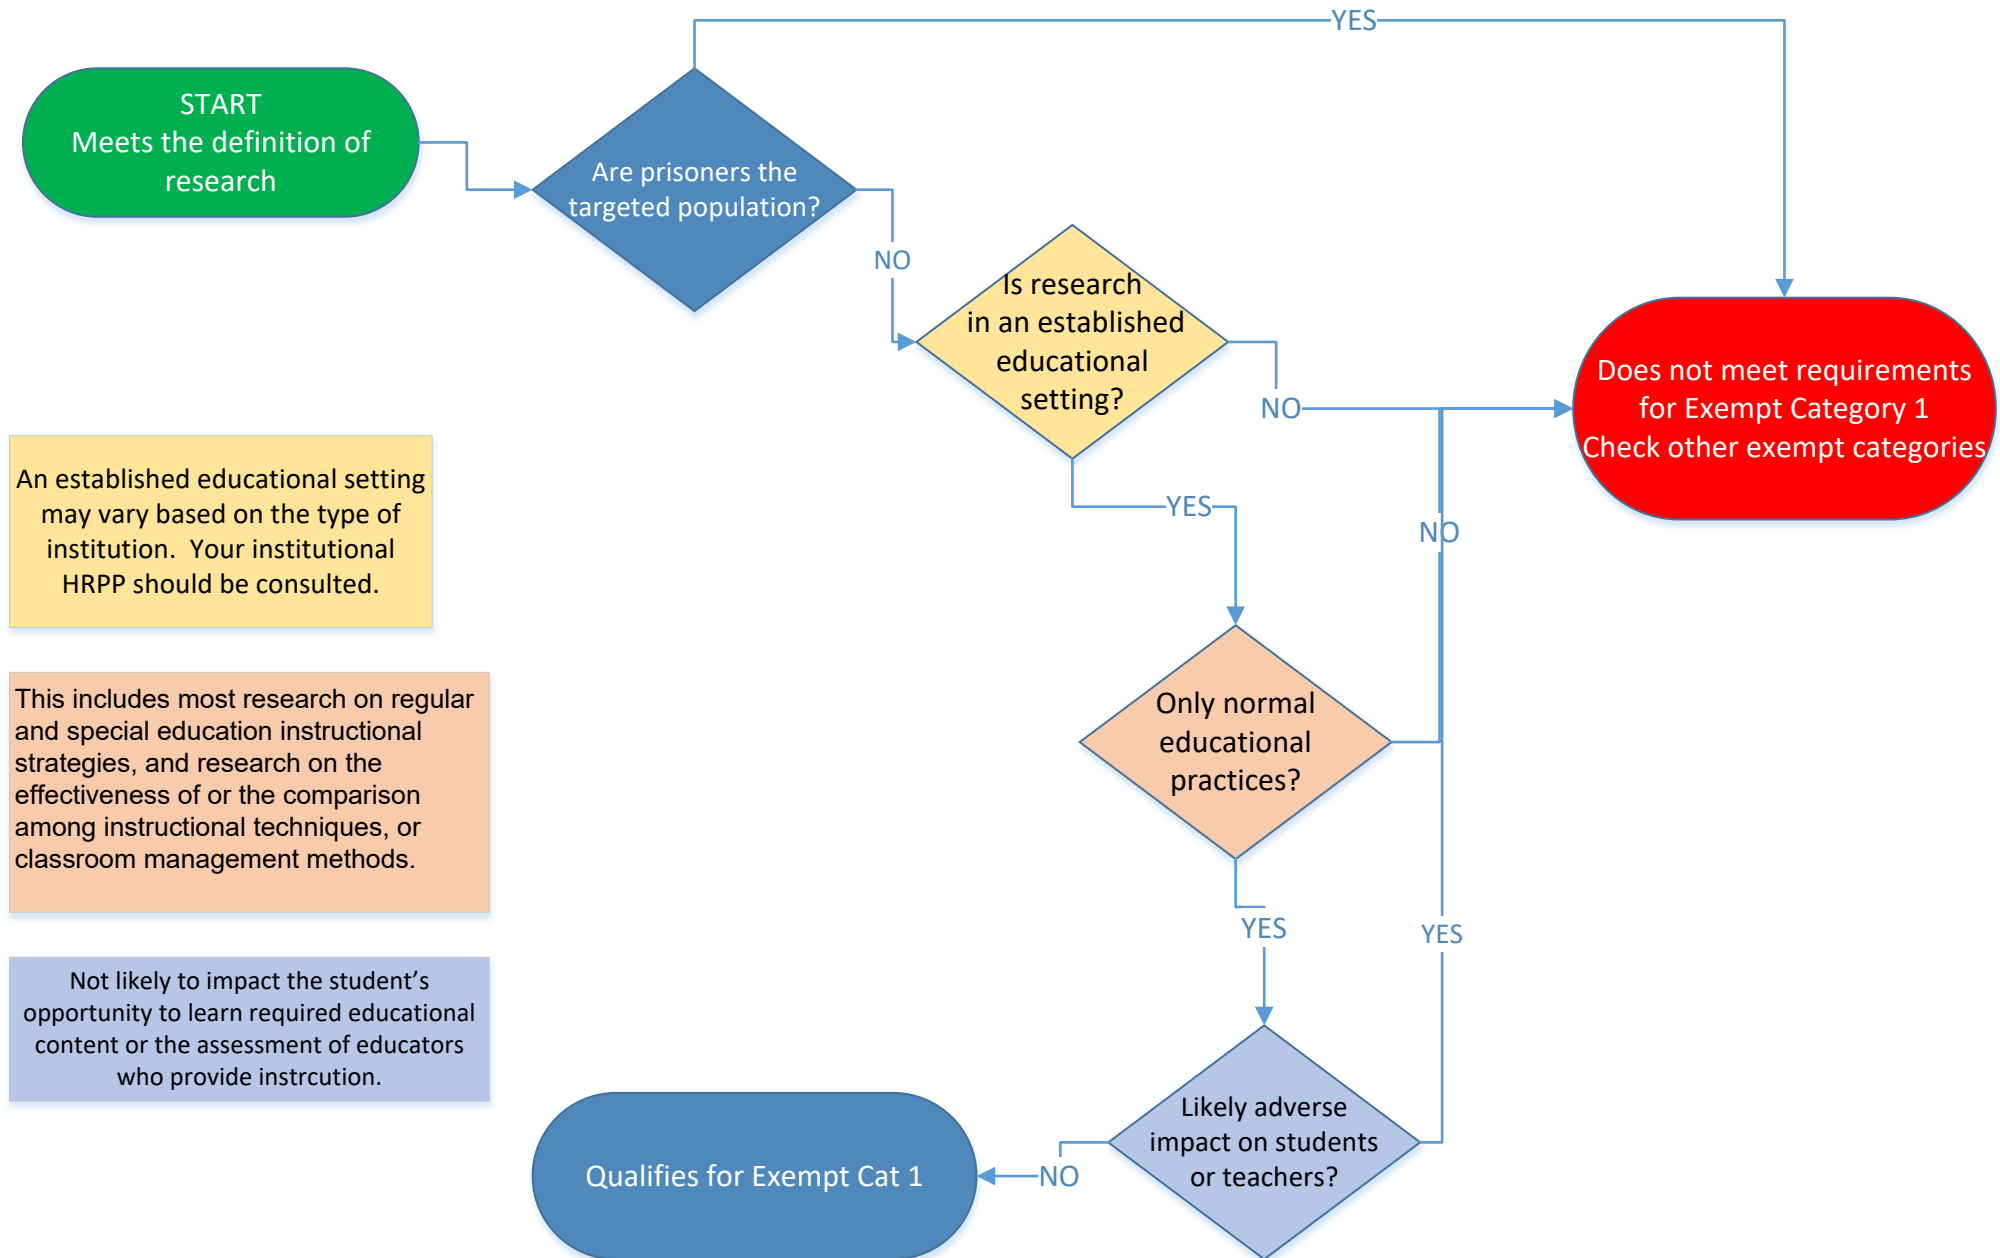 YES
START
Meets the definition of
research
Are prisoners the
targeted population?
NO
Is research
in an established
educational
setting?
NO
Does not meet requirements
for Exempt Category 1
Check other exempt categories
An established educational setting
may vary based on the type of
institution.  Your institutional
HRPP should be consulted.
YES
NO
This includes most research on regular
and special education instructional
strategies, and research on the
effectiveness of or the comparison
among instructional techniques, or
classroom management methods.
Only normal
educational
practices?
YES
YES
Not likely to impact the student’s
opportunity to learn required educational
content or the assessment of educators
who provide instrcution.
Likely adverse
impact on students
or teachers?
NO
Qualifies for Exempt Cat 1